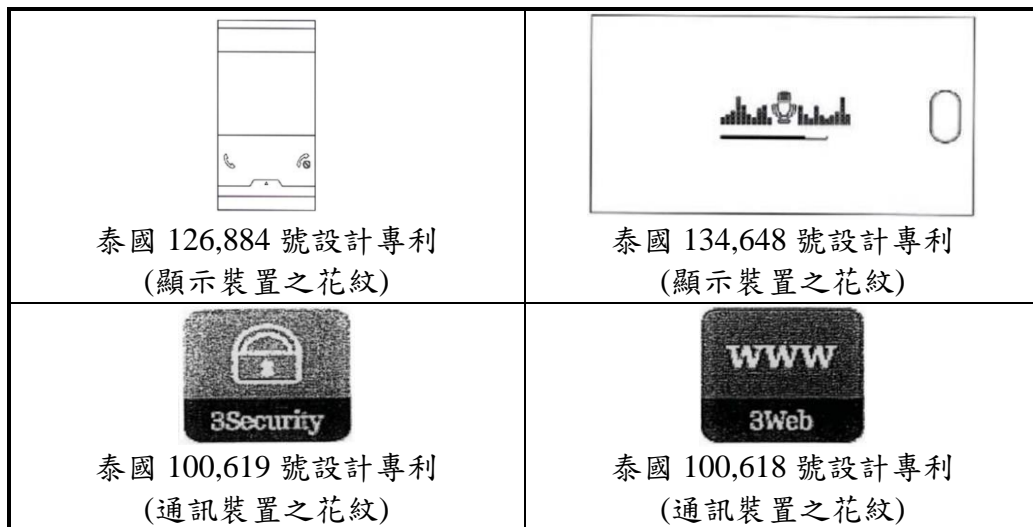 泰國 126,884 號設計專利
(顯示裝置之花紋)
泰國 134,648 號設計專利
(顯示裝置之花紋)
3Security
泰國 100,619 號設計專利
(通訊裝置之花紋)
WWW
3Web
泰國 100,618 號設計專利
(通訊裝置之花紋)